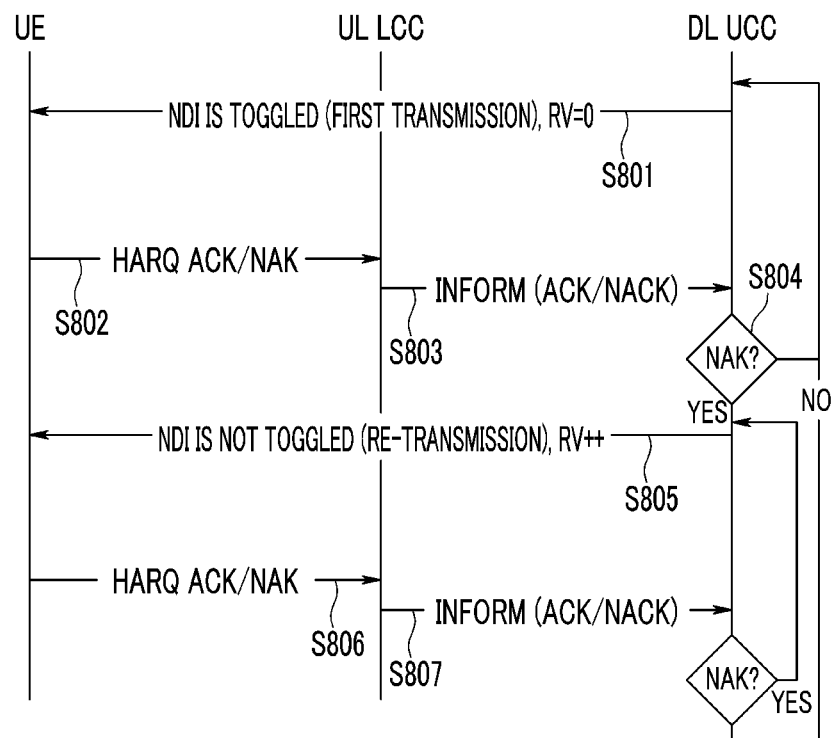 UE
UL LCC
DL UCC
NDI IS TOGGLED (FIRST TRANSMISSION), RV=0
S801
HARQ ACK/NAK
S802
INFORM (ACK/NACK)
S803
S804
NAK?
NO
YES
NDI IS NOT TOGGLED (RE-TRANSMISSION), RV++
S805
HARQ ACK/NAK
S806
INFORM (ACK/NACK)
S807
NAK?
YES